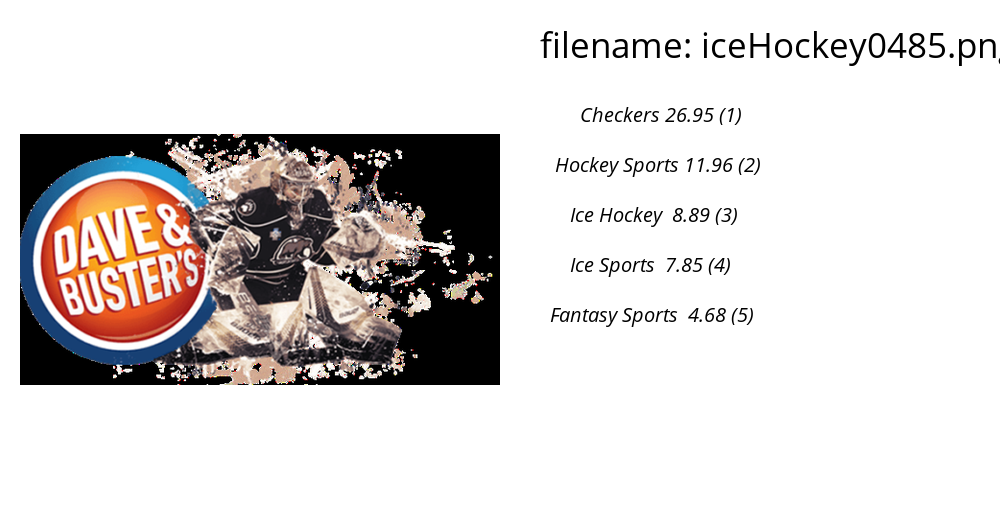 filename: iceHockey0485.png
Checkers 26.95 (1)
Hockey Sports 11.96 (2)
Ice Hockey 8.89 (3)
Ice Sports 7.85 (4)
Fantasy Sports 4.68 (5)
DAVE &
BUSTER'S